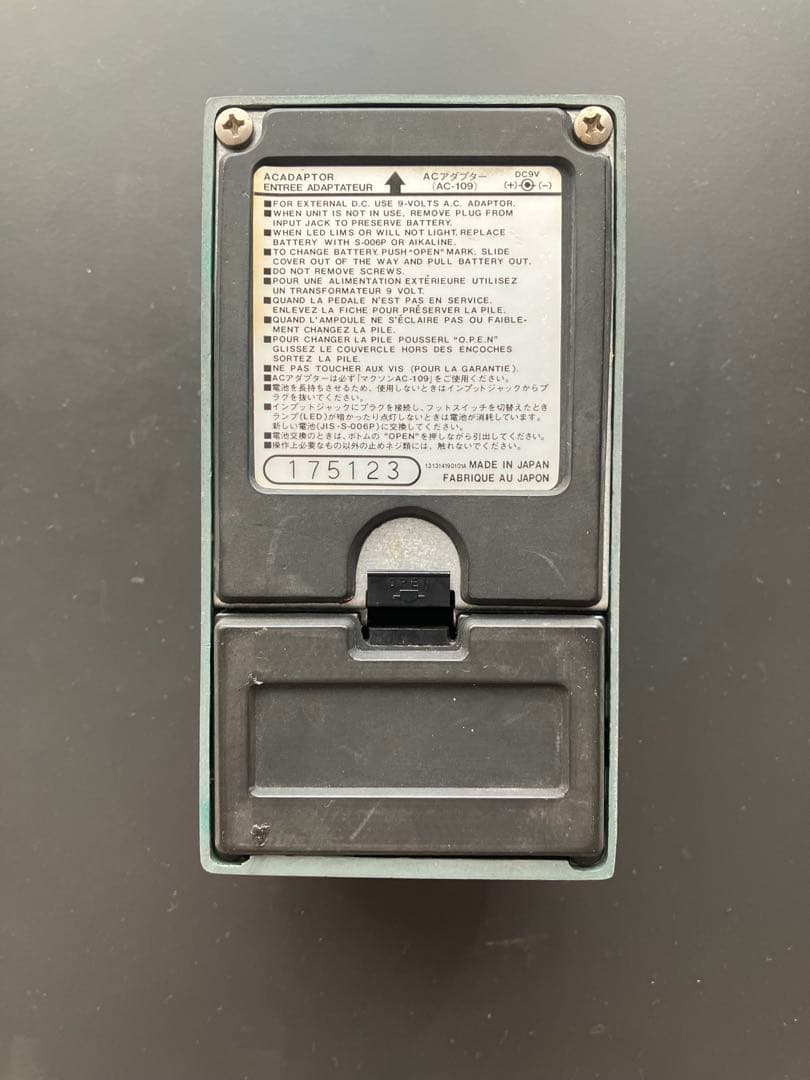 ACADAPTOR
ENTREE ADAPTATEUR
ACアダプター
(AC-109)
DC9V
(+) (−)
■FOR EXTERNAL D.C. USE 9-VOLTS A.C. ADAPTOR.
■WHEN UNIT IS NOT IN USE, REMOVE PLUG FROM
INPUT JACK TO PRESERVE BATTERY.
■WHEN LED LIMS OR WILL NOT LIGHT, REPLACE
BATTERY WITH S-006P OR AIKALINE.
■TO CHANGE BATTERY, PUSH "OPEN" MARK. SLIDE
COVER OUT OF THE WAY AND PULL BATTERY OUT.
■DO NOT REMOVE SCREWS.
■POUR UNE ALIMENTATION EXTÉRIEURE UTILISEZ
UN TRANSFORMATEUR 9 VOLT.
■QUAND LA PEDALE N'EST PAS EN SERVICE.
ENLEVEZ LA FICHE POUR PRÉSERVER LA PILE.
■QUAND L'AMPOULE NE S'ÉCLAIRE PAS OU FAIBLE-
MENT CHANGEZ LA PILE.
■POUR CHANGER LA PILE POUSSERL "O.P.E.N"
GLISSEZ LE COUVERCLE HORS DES ENCOCHES
SORTEZ LA PILE.
■NE PAS TOUCHER AUX VIS (POUR LA GARANTIE).
■ACアダプターは必ず「マクソンAC-109」をご使用ください。
■電池を長持ちさせるため、使用しないときはインプットジャックからプ
ラグを抜いてください。
■インプットジャックにプラグを接続し、フットスイッチを切替えたとき
ランプ(LED)が暗かったり点灯しないときは電池が消耗しています。
新しい電池(JIS-S-006P)に交換してください。
■電池交換のときは、ボトムの "OPEN"を押しながら引出してください。
■操作上必要なもの以外の止めネジ類には、触れないでください。
175123
13131419 0101A MADE IN JAPAN
FABRIQUE AU JAPON
OPEN